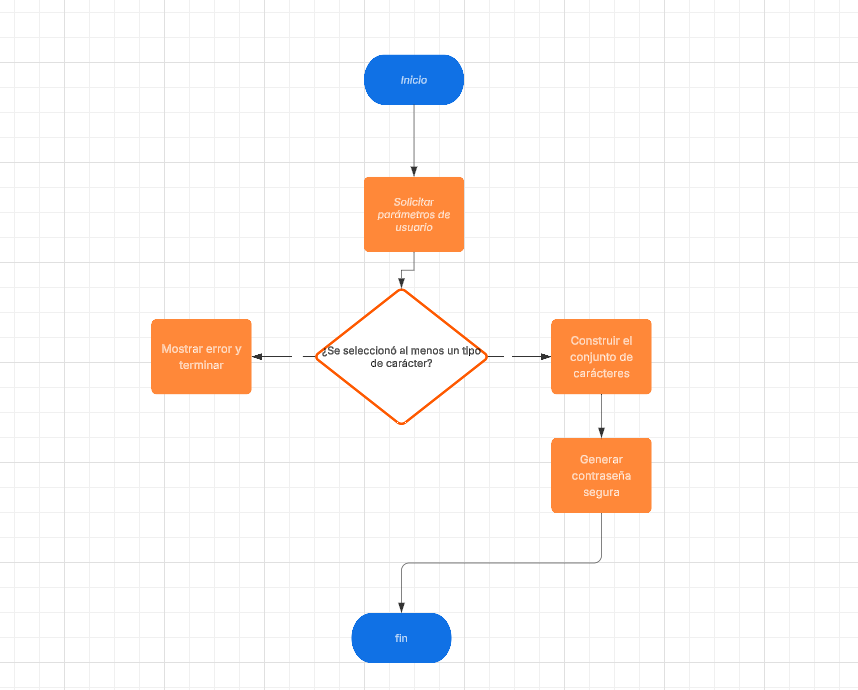 Inicio
Solicitar
parámetros de
usuario
¿Se seleccionó al menos un tipo
de carácter?
Mostrar error y
terminar
Construir el
conjunto de
carácteres
Generar
contraseña
segura
fin